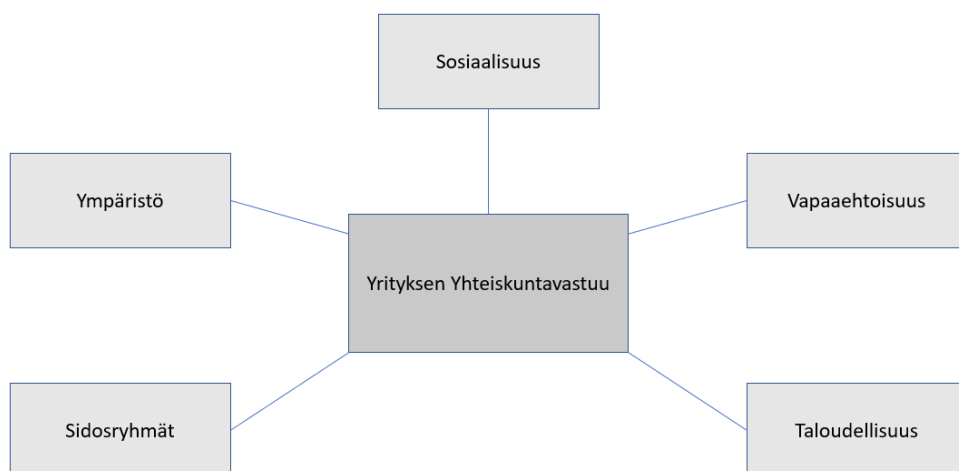 Sosiaalisuus
Ympäristö
Vapaaehtoisuus
Yrityksen Yhteiskuntavastuu
Sidosryhmät
Taloudellisuus